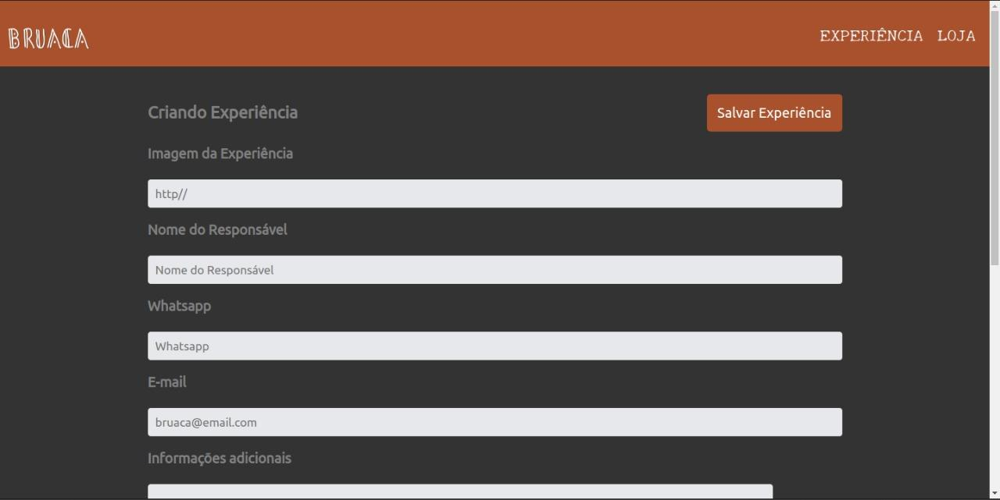 BRUACA
EXPERIÊNCIA LOJA
Criando Experiência
Salvar Experiência
Imagem da Experiência
http//
Nome do Responsável
Nome do Responsável
Whatsapp
Whatsapp
E-mail
bruaca@email.com
Informações adicionais